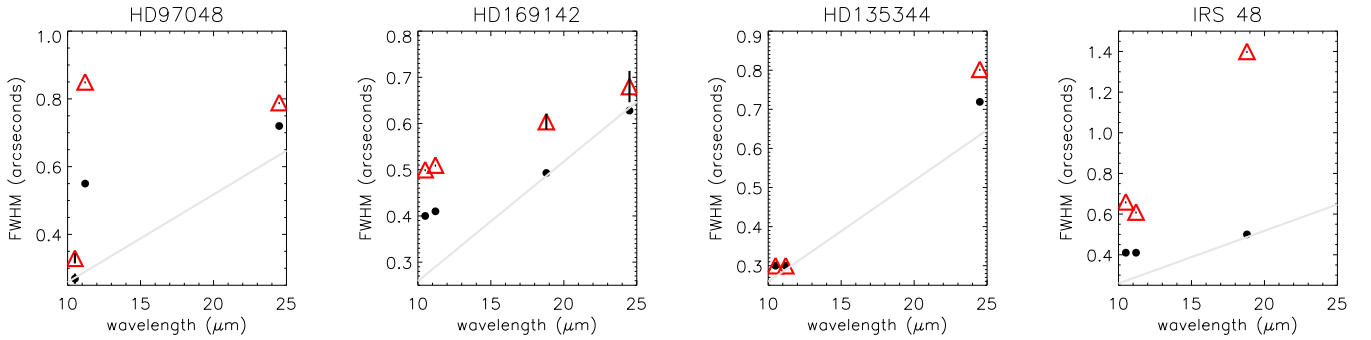 HD97048
1.0
0.8
0.6
0.4
FWHM (arcseconds)
10 15 20 25
wavelength (μm)
HD169142
0.8
0.7
0.6
0.5
0.4
0.3
FWHM (arcseconds)
10 15 20 25
wavelength (μm)
HD135344
0.9
0.8
0.7
0.6
0.5
0.4
0.3
FWHM (arcseconds)
10 15 20 25
wavelength (μm)
IRS 48
1.4
1.2
1.0
0.8
0.6
0.4
FWHM (arcseconds)
10 15 20 25
wavelength (μm)